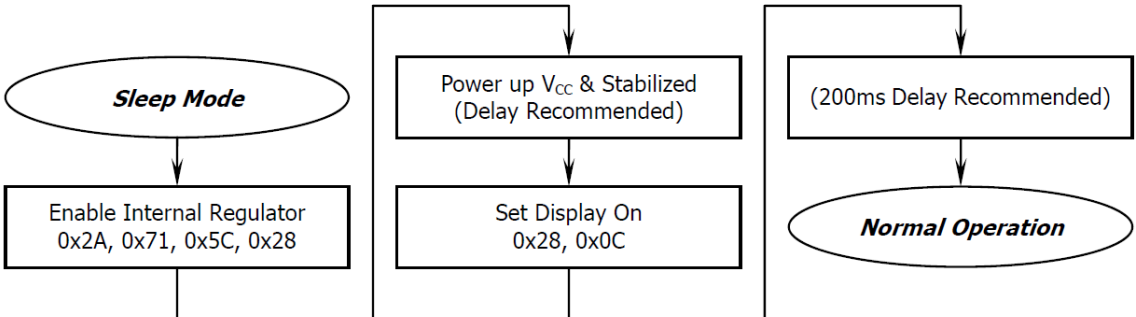 Sleep Mode
Enable Internal Regulator
0x2A, 0x71, 0x5C, 0x28
Power up VCC & Stabilized
(Delay Recommended)
Set Display On
0x28, 0x0C
(200ms Delay Recommended)
Normal Operation